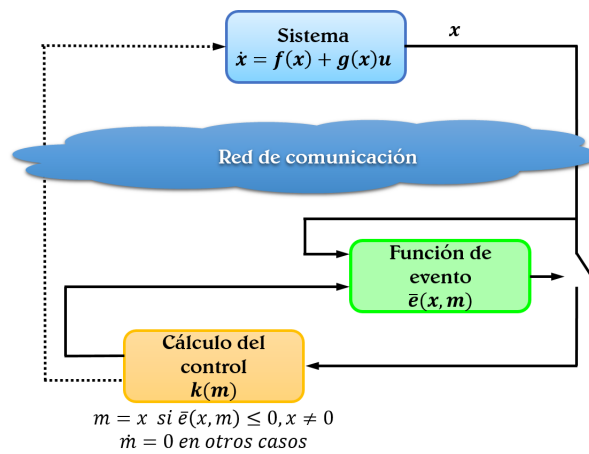 Sistema
ẋ = f(x) + g(x)u
x
Red de comunicación
Función de
evento
ē(x, m)
Cálculo del
control
k(m)
m = x si ē(x, m) ≤ 0, x ≠ 0
ṁ = 0 en otros casos